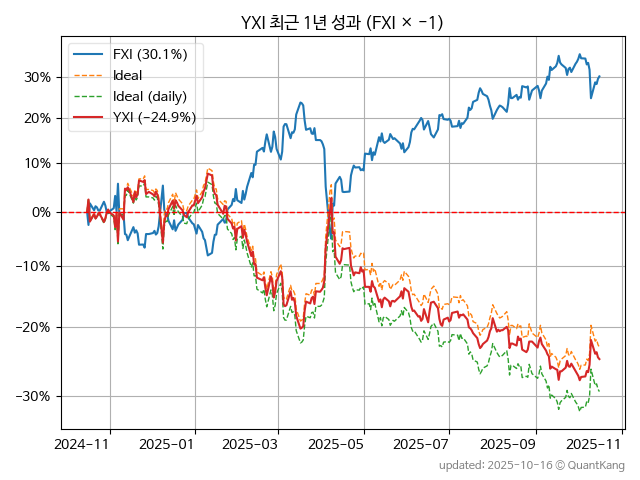 YXI 최근 1년 성과 (FXI × -1)
FXI (30.1%)
Ideal
Ideal (daily)
YXI (−24.9%)
30%
20%
10%
0%
−10%
−20%
−30%
2024-11 2025-01 2025-03 2025-05 2025-07 2025-09 2025-11
updated: 2025-10-16 © QuantKang